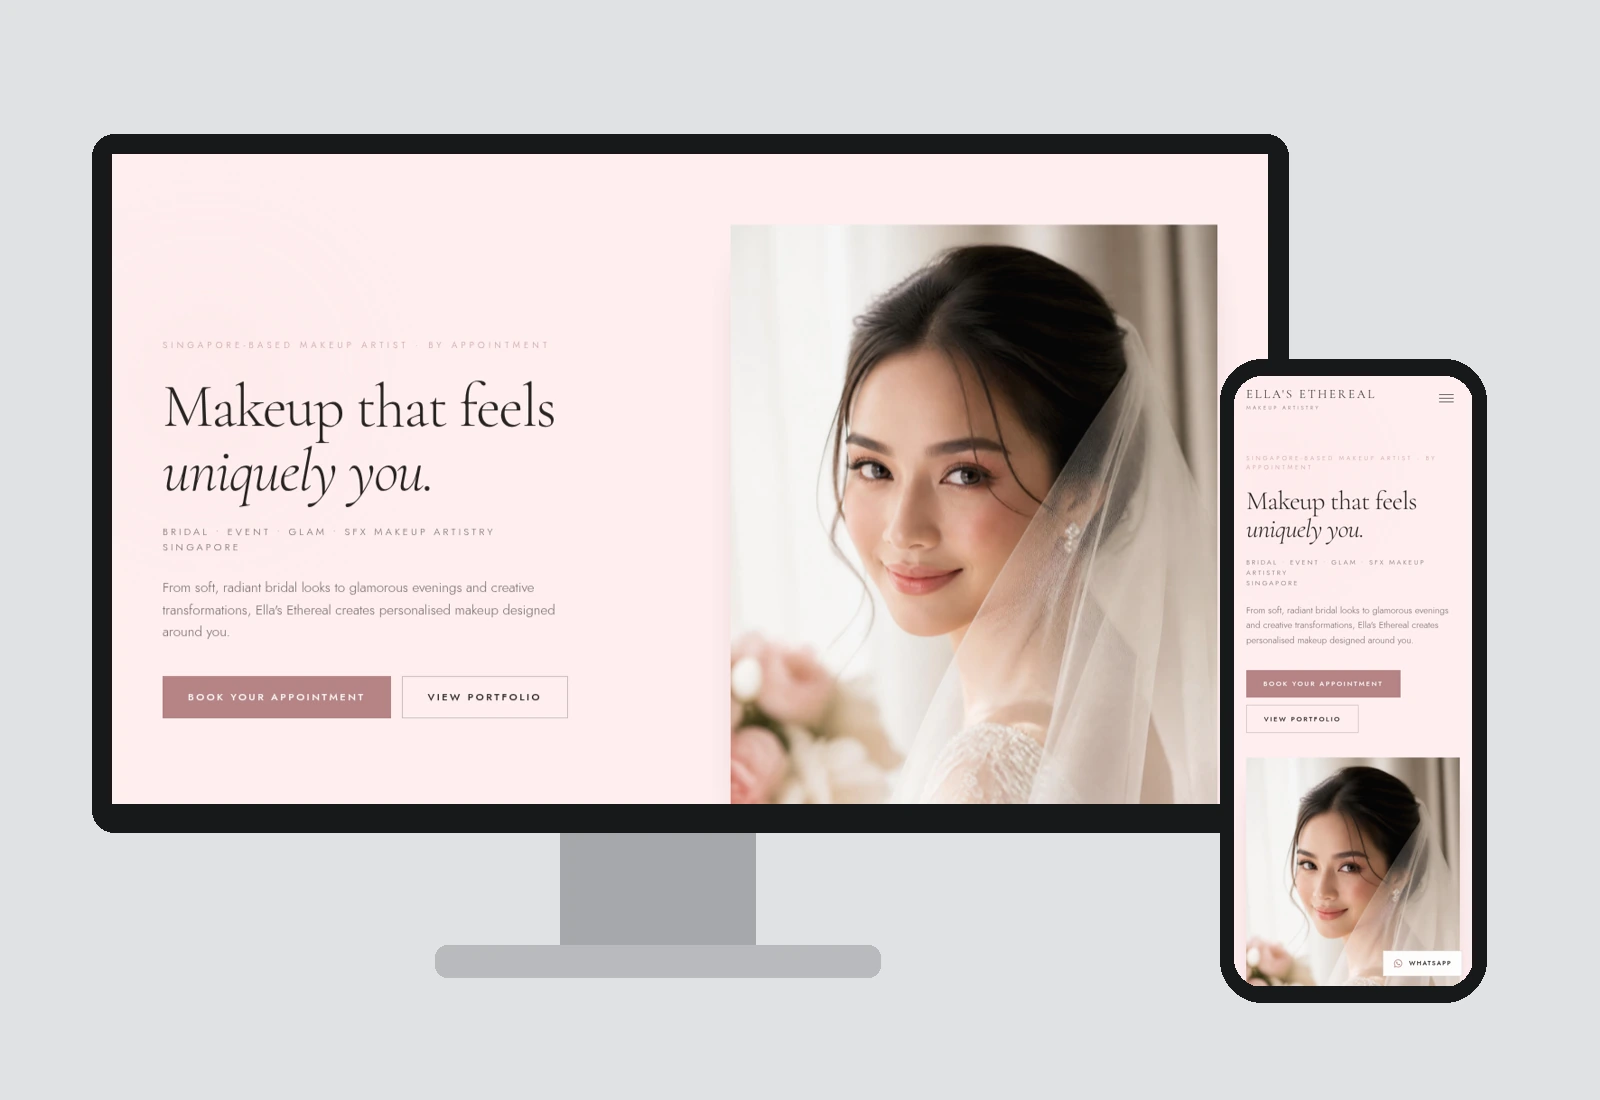 SINGAPORE-BASED MAKEUP ARTIST · BY APPOINTMENT
Makeup that feels
uniquely you.
BRIDAL · EVENT · GLAM · SFX MAKEUP ARTISTRY
SINGAPORE
From soft, radiant bridal looks to glamorous evenings and creative
transformations, Ella's Ethereal creates personalised makeup designed
around you.
BOOK YOUR APPOINTMENT
VIEW PORTFOLIO
ELLA'S ETHEREAL
MAKEUP ARTISTRY
SINGAPORE-BASED MAKEUP ARTIST · BY
APPOINTMENT
Makeup that feels
uniquely you.
BRIDAL · EVENT · GLAM · SFX MAKEUP
ARTISTRY
SINGAPORE
From soft, radiant bridal looks to glamorous evenings
and creative transformations, Ella's Ethereal creates
personalised makeup designed around you.
BOOK YOUR APPOINTMENT
VIEW PORTFOLIO
WHATSAPP